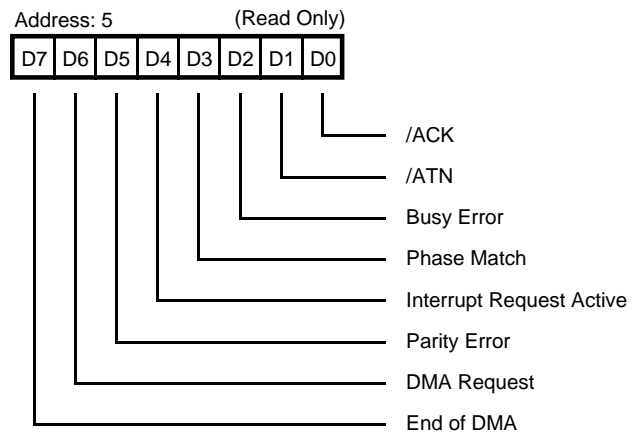 Address: 5 (Read Only)
D7 D6 D5 D4 D3 D2 D1 D0
/ACK
/ATN
Busy Error
Phase Match
Interrupt Request Active
Parity Error
DMA Request
End of DMA